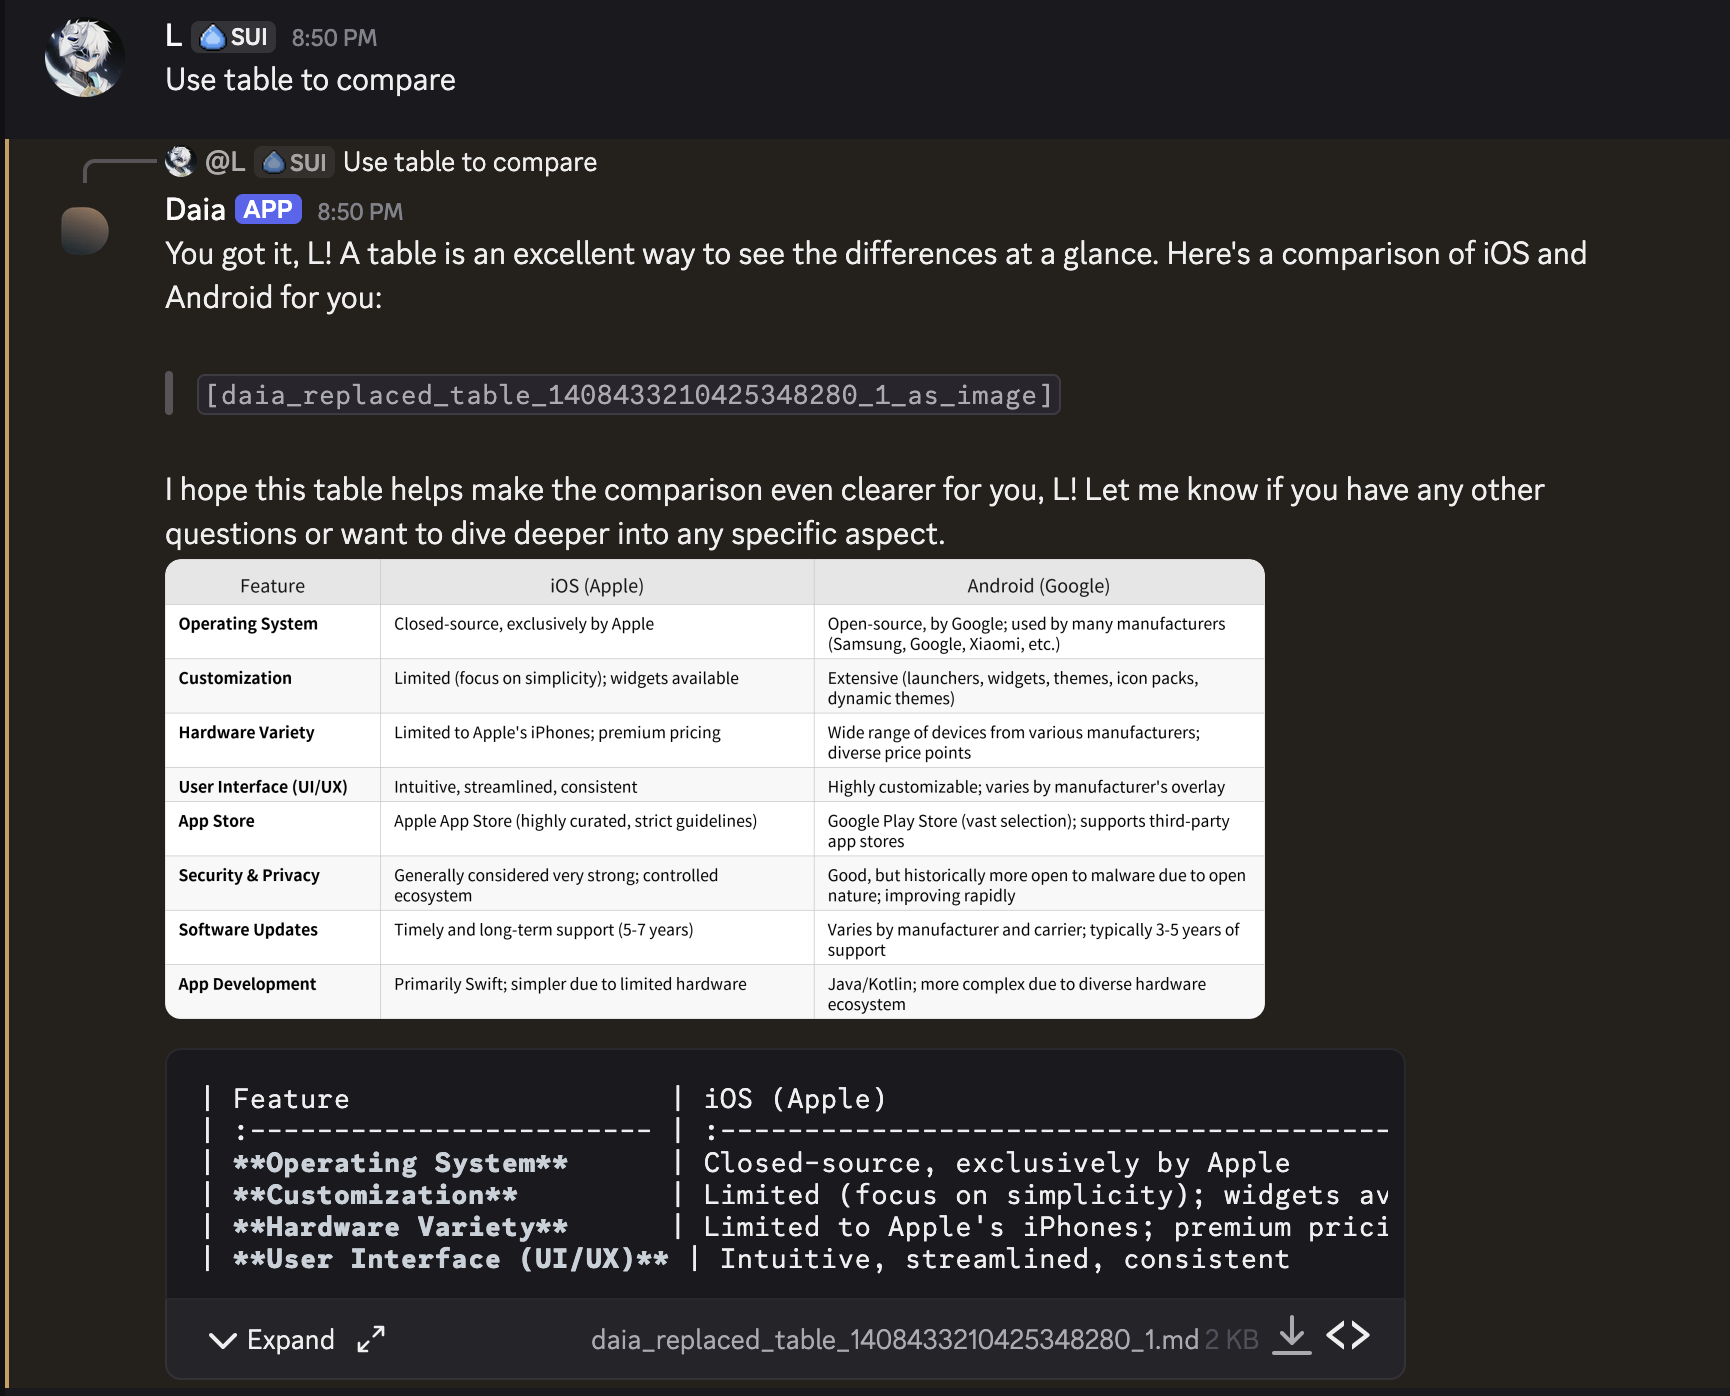 L SUI 8:50 PM
Use table to compare
@L SUI Use table to compare
Daia APP 8:50 PM
You got it, L! A table is an excellent way to see the differences at a glance. Here's a comparison of iOS and
Android for you:
[daia_replaced_table_1408433210425348280_1_as_image]
I hope this table helps make the comparison even clearer for you, L! Let me know if you have any other
questions or want to dive deeper into any specific aspect.
Feature iOS (Apple) Android (Google)
Operating System Closed-source, exclusively by Apple Open-source, by Google; used by many manufacturers
(Samsung, Google, Xiaomi, etc.)
Customization Limited (focus on simplicity); widgets available Extensive (launchers, widgets, themes, icon packs,
dynamic themes)
Hardware Variety Limited to Apple's iPhones; premium pricing Wide range of devices from various manufacturers;
diverse price points
User Interface (UI/UX) Intuitive, streamlined, consistent Highly customizable; varies by manufacturer's overlay
App Store Apple App Store (highly curated, strict guidelines) Google Play Store (vast selection); supports third-party
app stores
Security & Privacy Generally considered very strong; controlled Good, but historically more open to malware due to open
ecosystem nature; improving rapidly
Software Updates Timely and long-term support (5-7 years) Varies by manufacturer and carrier; typically 3-5 years of
support
App Development Primarily Swift; simpler due to limited hardware Java/Kotlin; more complex due to diverse hardware
ecosystem
| Feature | iOS (Apple)
| :------------------------ | :----------------------------------------
| **Operating System** | Closed-source, exclusively by Apple
| **Customization** | Limited (focus on simplicity); widgets av
| **Hardware Variety** | Limited to Apple's iPhones; premium prici
| **User Interface (UI/UX)** | Intuitive, streamlined, consistent
Expand daia_replaced_table_1408433210425348280_1.md 2 KB